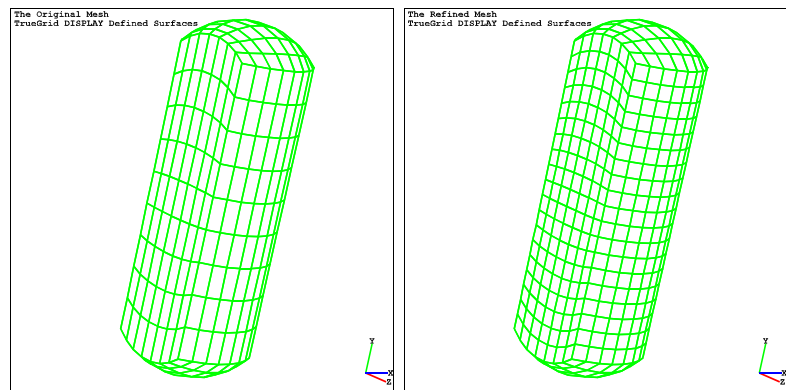 The Original Mesh
TrueGrid DISPLAY Defined Surfaces
Y
X
Z
The Refined Mesh
TrueGrid DISPLAY Defined Surfaces
Y
X
Z